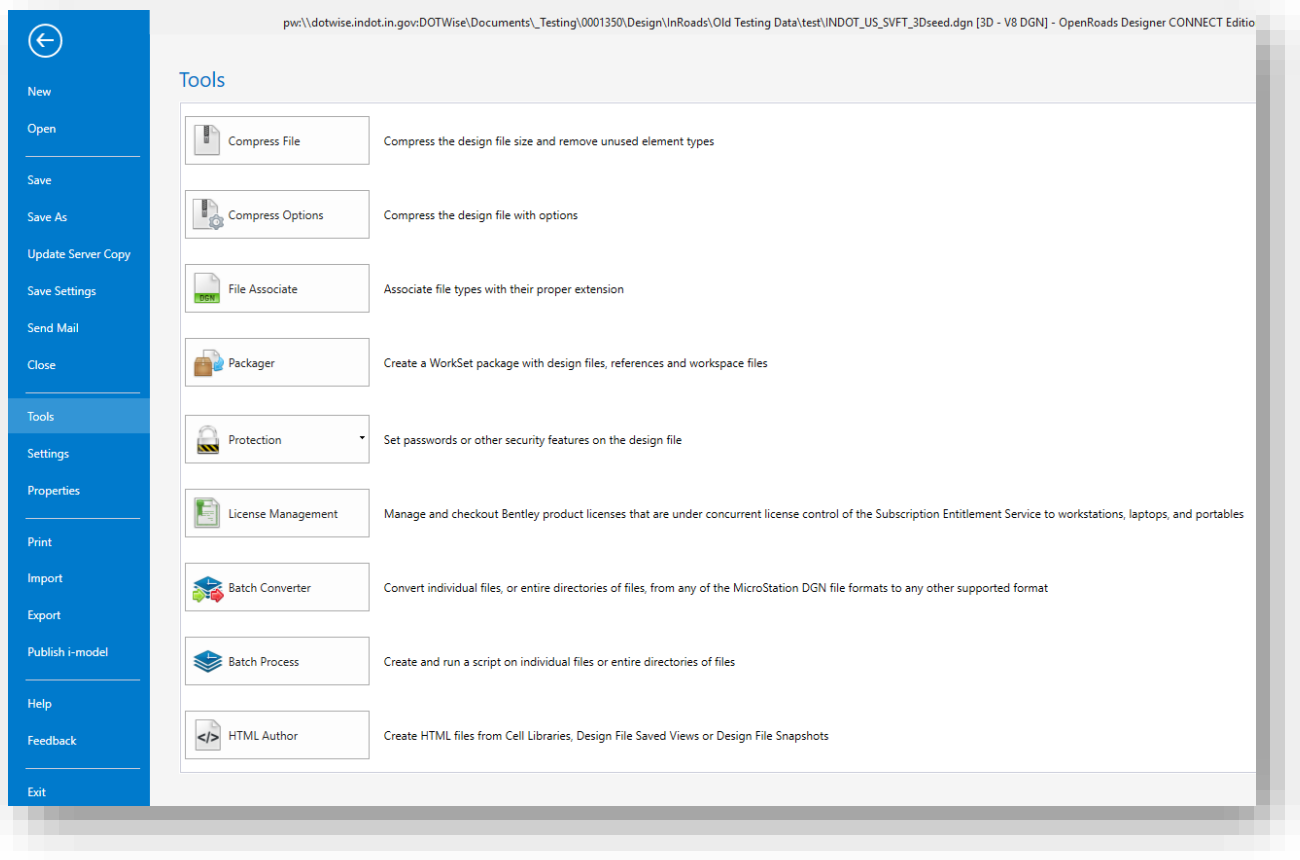 pw:\\dotwise.indot.in.gov:DOTWise\Documents\_Testing\0001350\Design\InRoads\Old Testing Data\test\INDOT_US_SVFT_3Dseed.dgn [3D - V8 DGN] - OpenRoads Designer CONNECT Editio
New
Open
Save
Save As
Update Server Copy
Save Settings
Send Mail
Close
Tools
Settings
Properties
Print
Import
Export
Publish i-model
Help
Feedback
Exit
Tools
Compress File Compress the design file size and remove unused element types
Compress Options Compress the design file with options
DGN File Associate Associate file types with their proper extension
Packager Create a WorkSet package with design files, references and workspace files
Protection Set passwords or other security features on the design file
License Management Manage and checkout Bentley product licenses that are under concurrent license control of the Subscription Entitlement Service to workstations, laptops, and portables
Batch Converter Convert individual files, or entire directories of files, from any of the MicroStation DGN file formats to any other supported format
Batch Process Create and run a script on individual files or entire directories of files
</> HTML Author Create HTML files from Cell Libraries, Design File Saved Views or Design File Snapshots